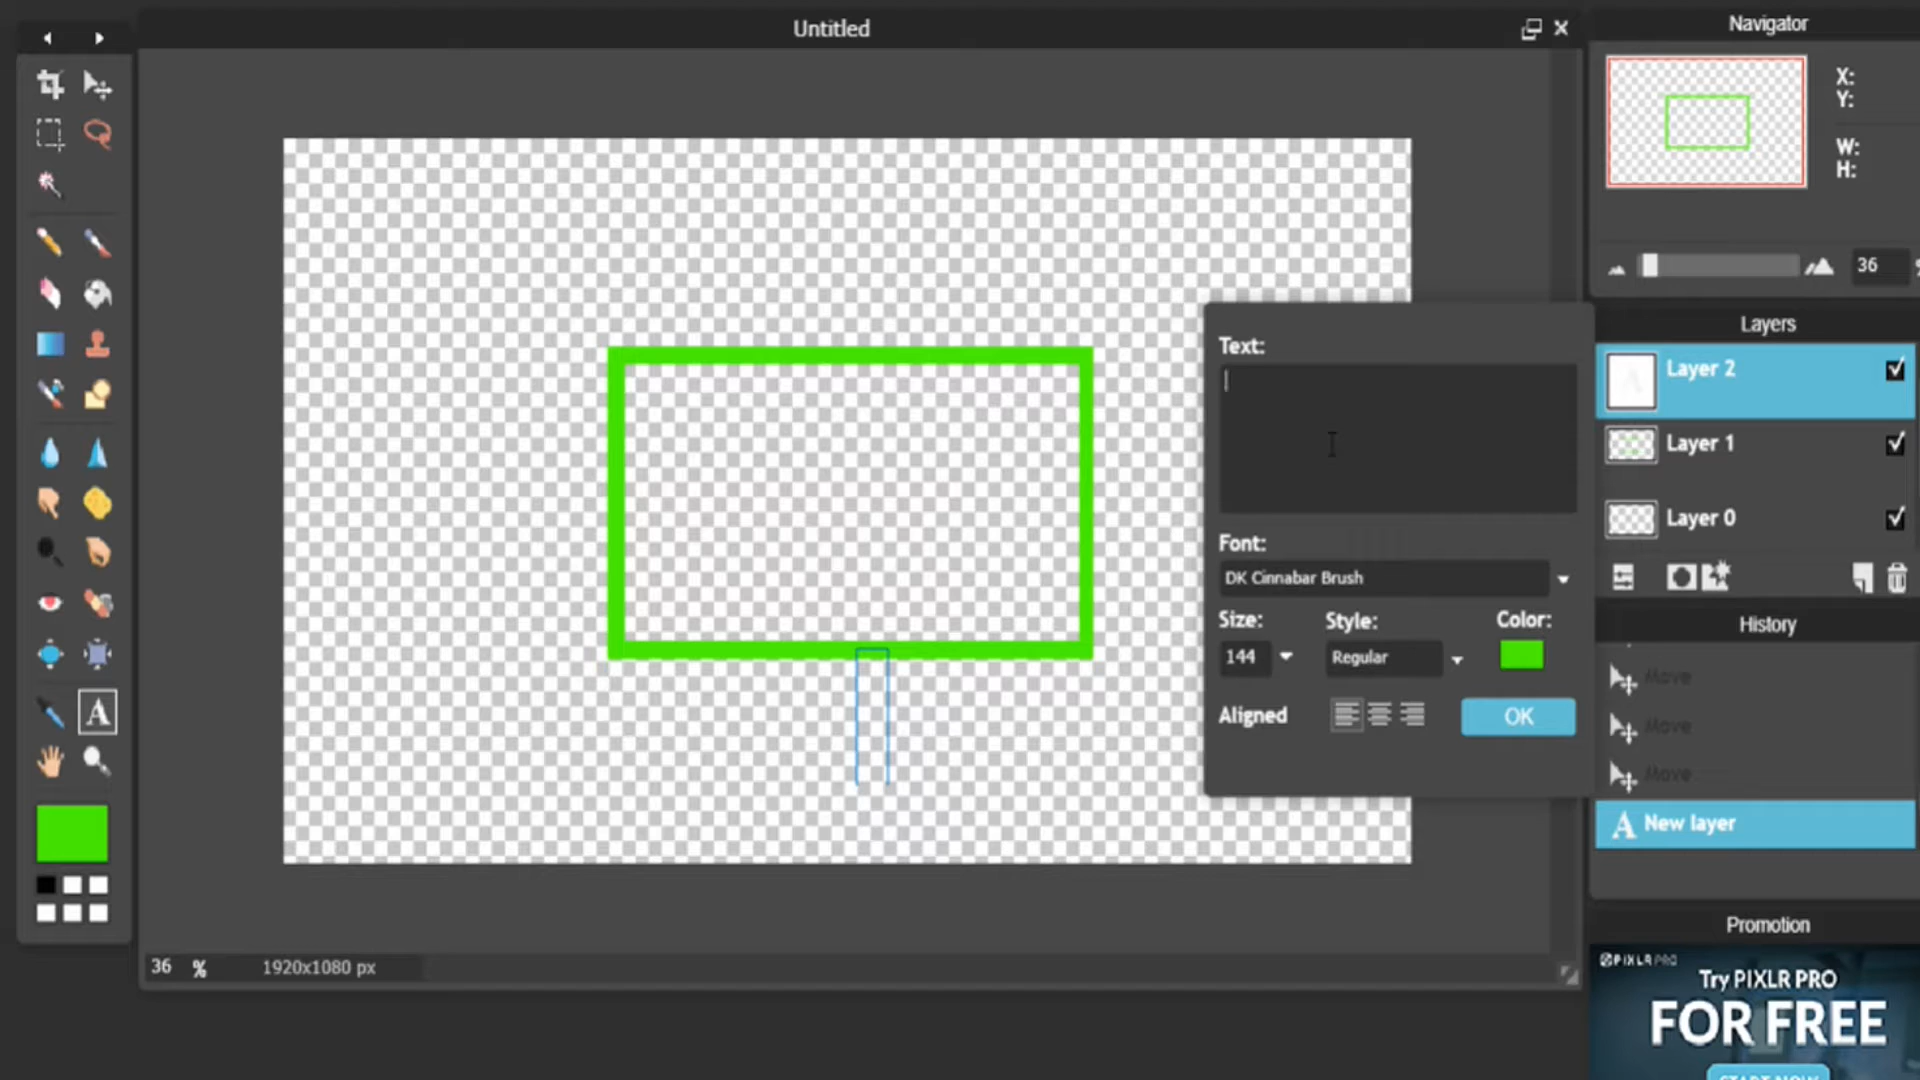 Untitled
Navigator
X:
Y:
W:
H:
36
Layers
Layer 2
Layer 1
Layer 0
Text:
Font:
DK Cinnabar Brush
Size:
Style:
Color:
144
Regular
Aligned
OK
History
Move
Move
Move
A New layer
Promotion
PIXLR PRO
Try PIXLR PRO
FOR FREE
START NOW
A
36 % 1920x1080 px